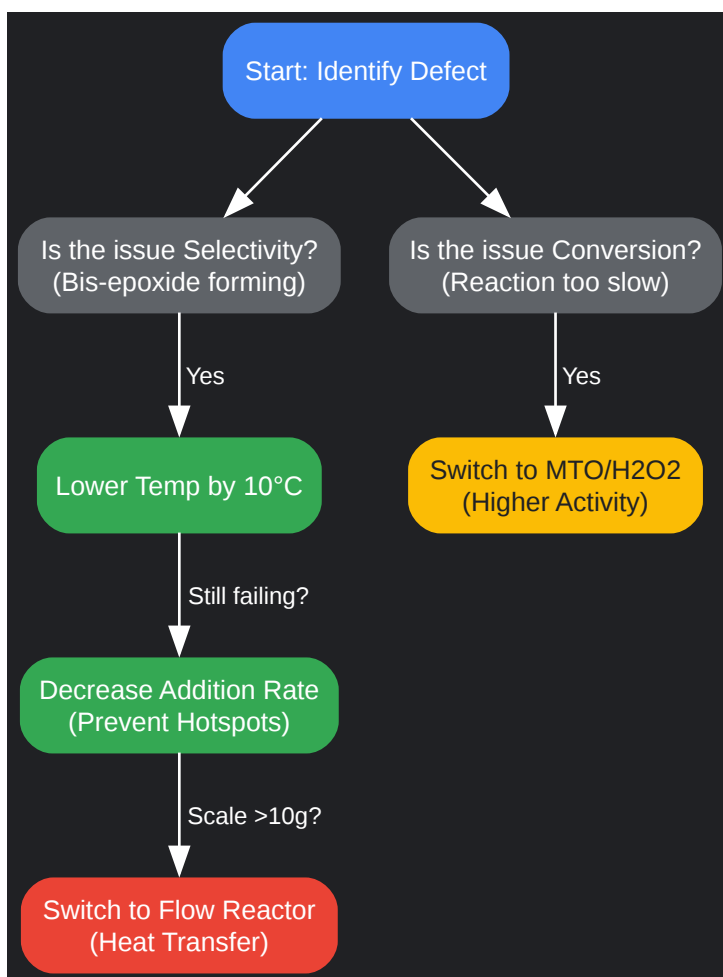 Start: Identify Defect
Is the issue Selectivity?
(Bis-epoxide forming)
Is the issue Conversion?
(Reaction too slow)
Yes
Yes
Lower Temp by 10°C
Switch to MTO/H2O2
(Higher Activity)
Still failing?
Decrease Addition Rate
(Prevent Hotspots)
Scale >10g?
Switch to Flow Reactor
(Heat Transfer)